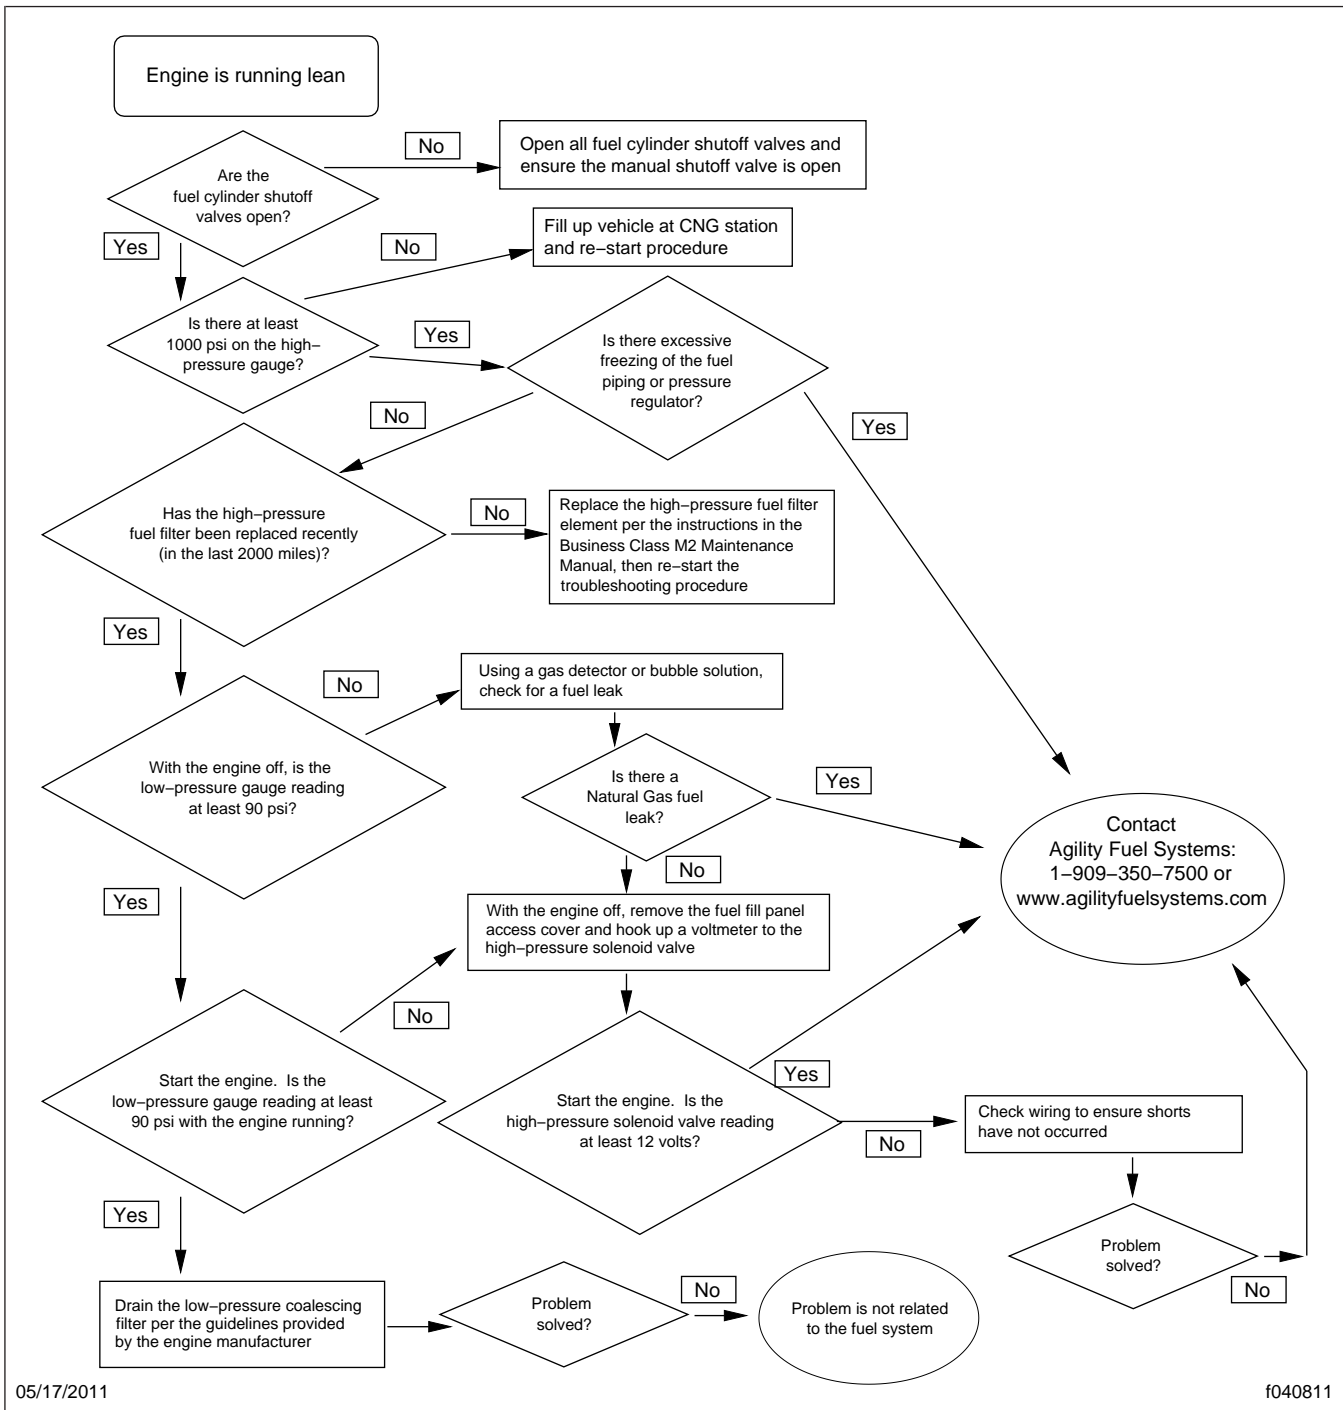 Engine is running lean
Are the
fuel cylinder shutoff
valves open?
No
Open all fuel cylinder shutoff valves and
ensure the manual shutoff valve is open
Yes
No
Fill up vehicle at CNG station
and re−start procedure
Is there at least
1000 psi on the high−
pressure gauge?
Yes
Is there excessive
freezing of the fuel
piping or pressure
regulator?
No
Yes
Has the high−pressure
fuel filter been replaced recently
(in the last 2000 miles)?
No
Replace the high−pressure fuel filter
element per the instructions in the
Business Class M2 Maintenance
Manual, then re−start the
troubleshooting procedure
Yes
No
Using a gas detector or bubble solution,
check for a fuel leak
With the engine off, is the
low−pressure gauge reading
at least 90 psi?
Is there a
Natural Gas fuel
leak?
Yes
Contact
Agility Fuel Systems:
1−909−350−7500 or
www.agilityfuelsystems.com
No
Yes
With the engine off, remove the fuel fill panel
access cover and hook up a voltmeter to the
high−pressure solenoid valve
No
Start the engine.  Is the
low−pressure gauge reading at least
90 psi with the engine running?
Start the engine.  Is the
high−pressure solenoid valve reading
at least 12 volts?
Yes
No
Check wiring to ensure shorts
have not occurred
Yes
Problem
solved?
No
Drain the low−pressure coalescing
filter per the guidelines provided
by the engine manufacturer
Problem
solved?
No
Problem is not related
to the fuel system
05/17/2011
f040811